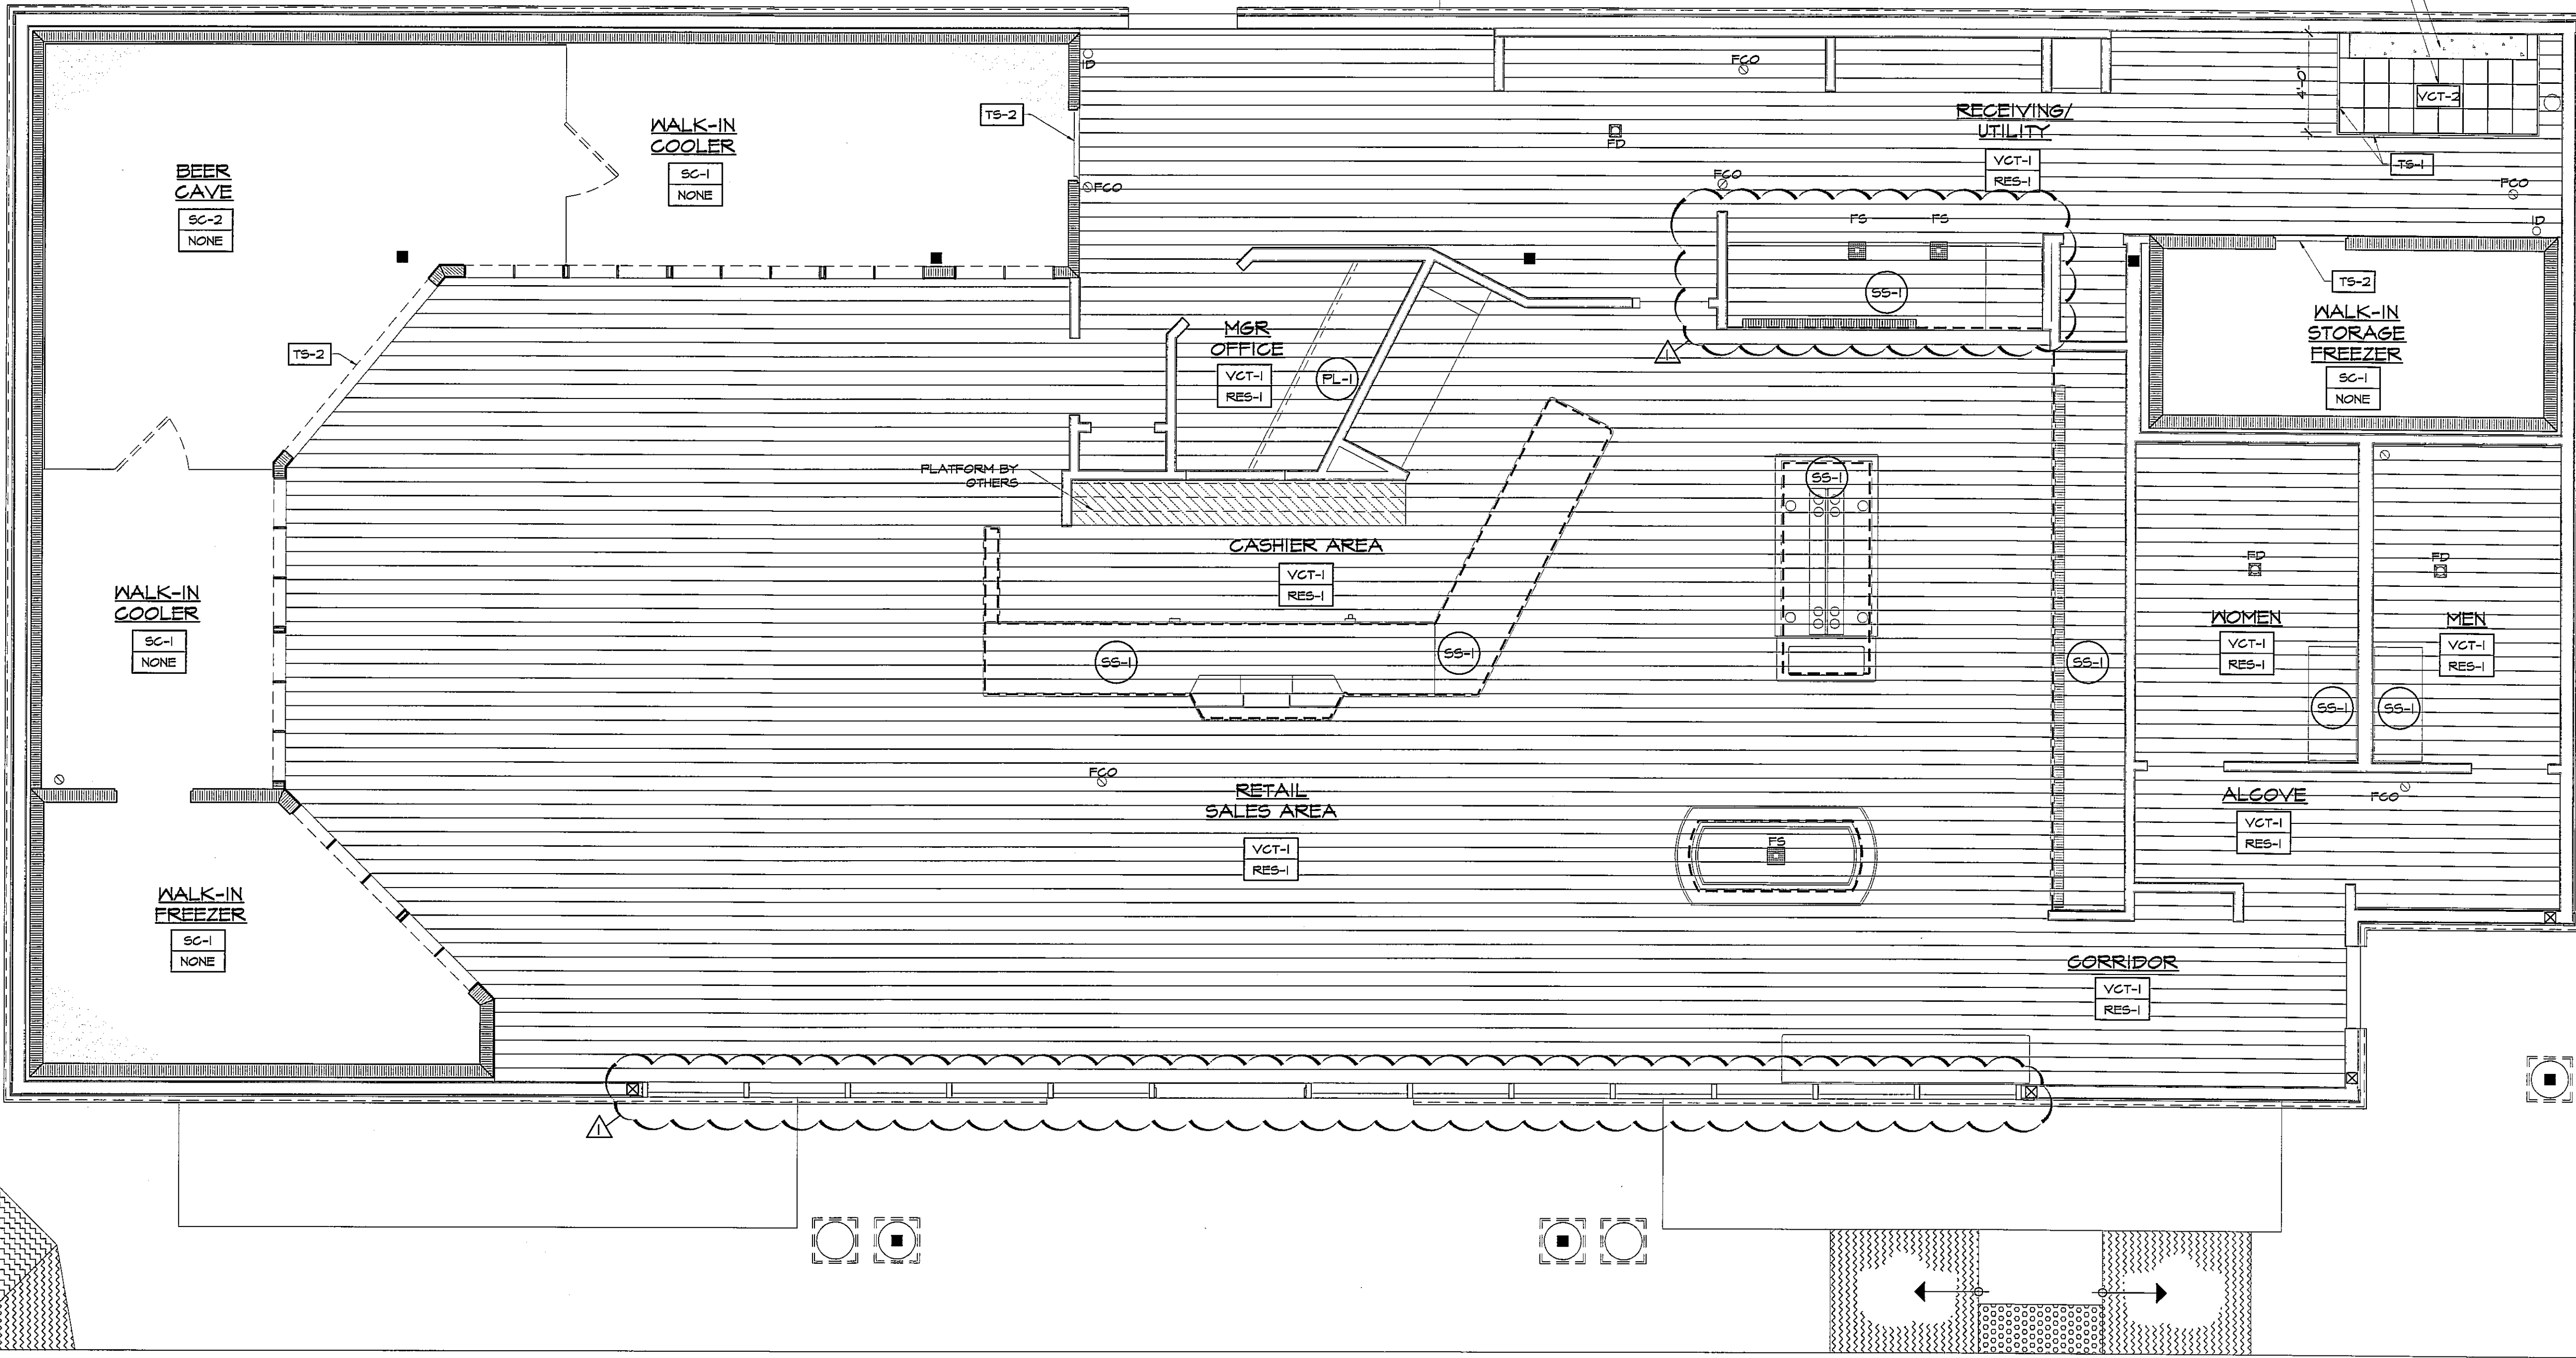 ID
FCO
TS-2
WALK-IN
COOLER
SC-1
NONE
BEER
CAVE
SC-2
NONE
FCO
FD
FCO
RECEIVING/
UTILITY
VCT-1
RES-1
4'-0"
VCT-2
TS-1
FCO
ID
FS
FS
SS-1
1
TS-2
WALK-IN
STORAGE
FREEZER
SC-1
NONE
TS-2
MGR
OFFICE
VCT-1
RES-1
PL-1
PLATFORM BY
OTHERS
CASHIER AREA
VCT-1
RES-1
SS-1
SS-1
SS-1
SS-1
WALK-IN
COOLER
SC-1
NONE
FD
FD
WOMEN
VCT-1
RES-1
MEN
VCT-1
RES-1
SS-1
SS-1
FCO
RETAIL
SALES AREA
VCT-1
RES-1
FS
ALCOVE
VCT-1
RES-1
FCO
WALK-IN
FREEZER
SC-1
NONE
CORRIDOR
VCT-1
RES-1
1